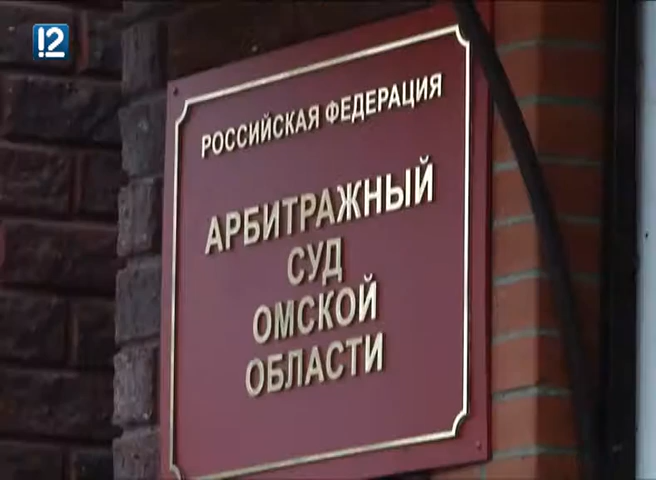 12
РОССИЙСКАЯ ФЕДЕРАЦИЯ
АРБИТРАЖНЫЙ
СУД
ОМСКОЙ
ОБЛАСТИ